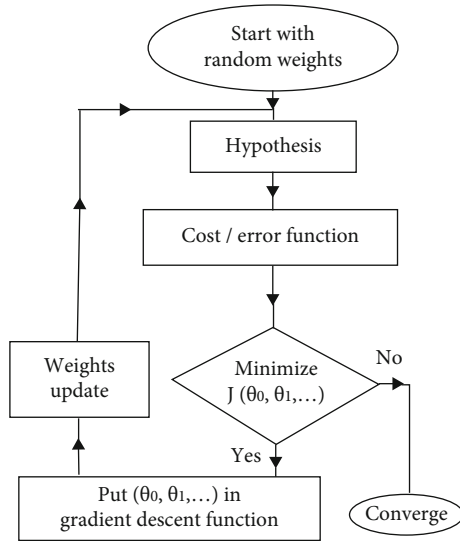 Start with
random weights
Hypothesis
Cost / error function
Minimize
J (θ0, θ1,…)
No
Yes
Weights
update
Put (θ0, θ1,…) in
gradient descent function
Converge